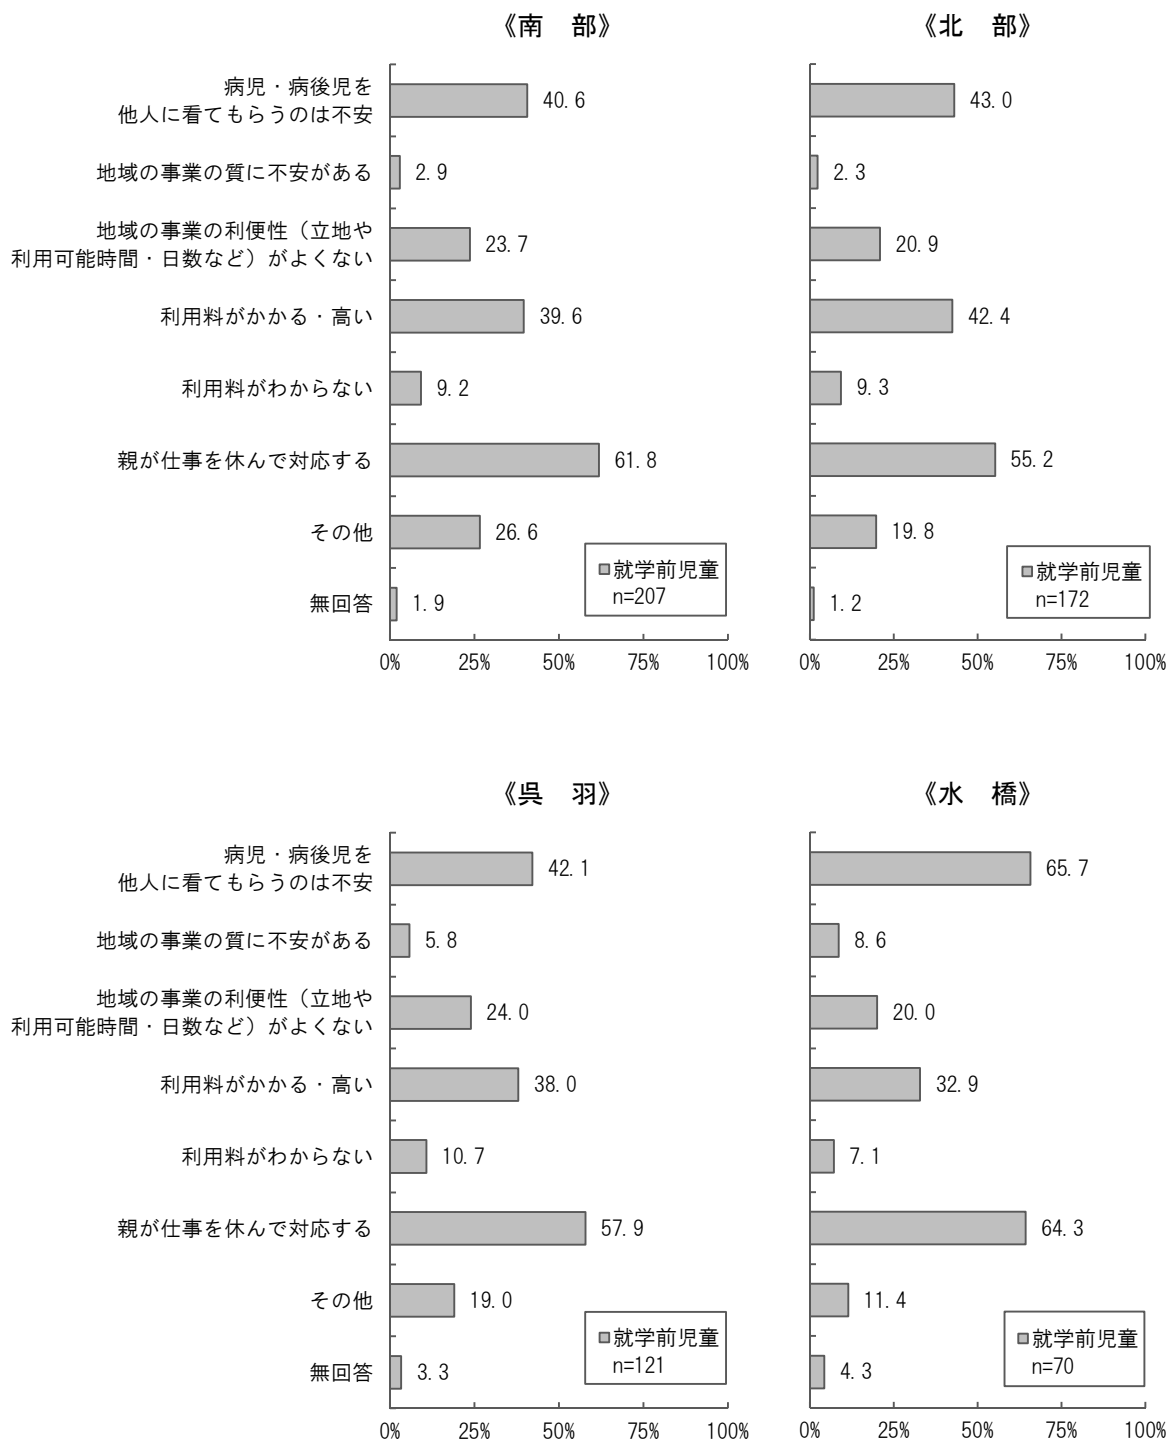 《南　部》
病児・病後児を
他人に看てもらうのは不安
40.6
地域の事業の質に不安がある
2.9
地域の事業の利便性（立地や
利用可能時間・日数など）がよくない
23.7
利用料がかかる・高い
39.6
利用料がわからない
9.2
親が仕事を休んで対応する
61.8
その他
26.6
無回答
1.9
就学前児童
n=207
0% 25% 50% 75% 100%
《北　部》
43.0
2.3
20.9
42.4
9.3
55.2
19.8
1.2
就学前児童
n=172
0% 25% 50% 75% 100%
《呉　羽》
病児・病後児を
他人に看てもらうのは不安
42.1
地域の事業の質に不安がある
5.8
地域の事業の利便性（立地や
利用可能時間・日数など）がよくない
24.0
利用料がかかる・高い
38.0
利用料がわからない
10.7
親が仕事を休んで対応する
57.9
その他
19.0
無回答
3.3
就学前児童
n=121
0% 25% 50% 75% 100%
《水　橋》
65.7
8.6
20.0
32.9
7.1
64.3
11.4
4.3
就学前児童
n=70
0% 25% 50% 75% 100%